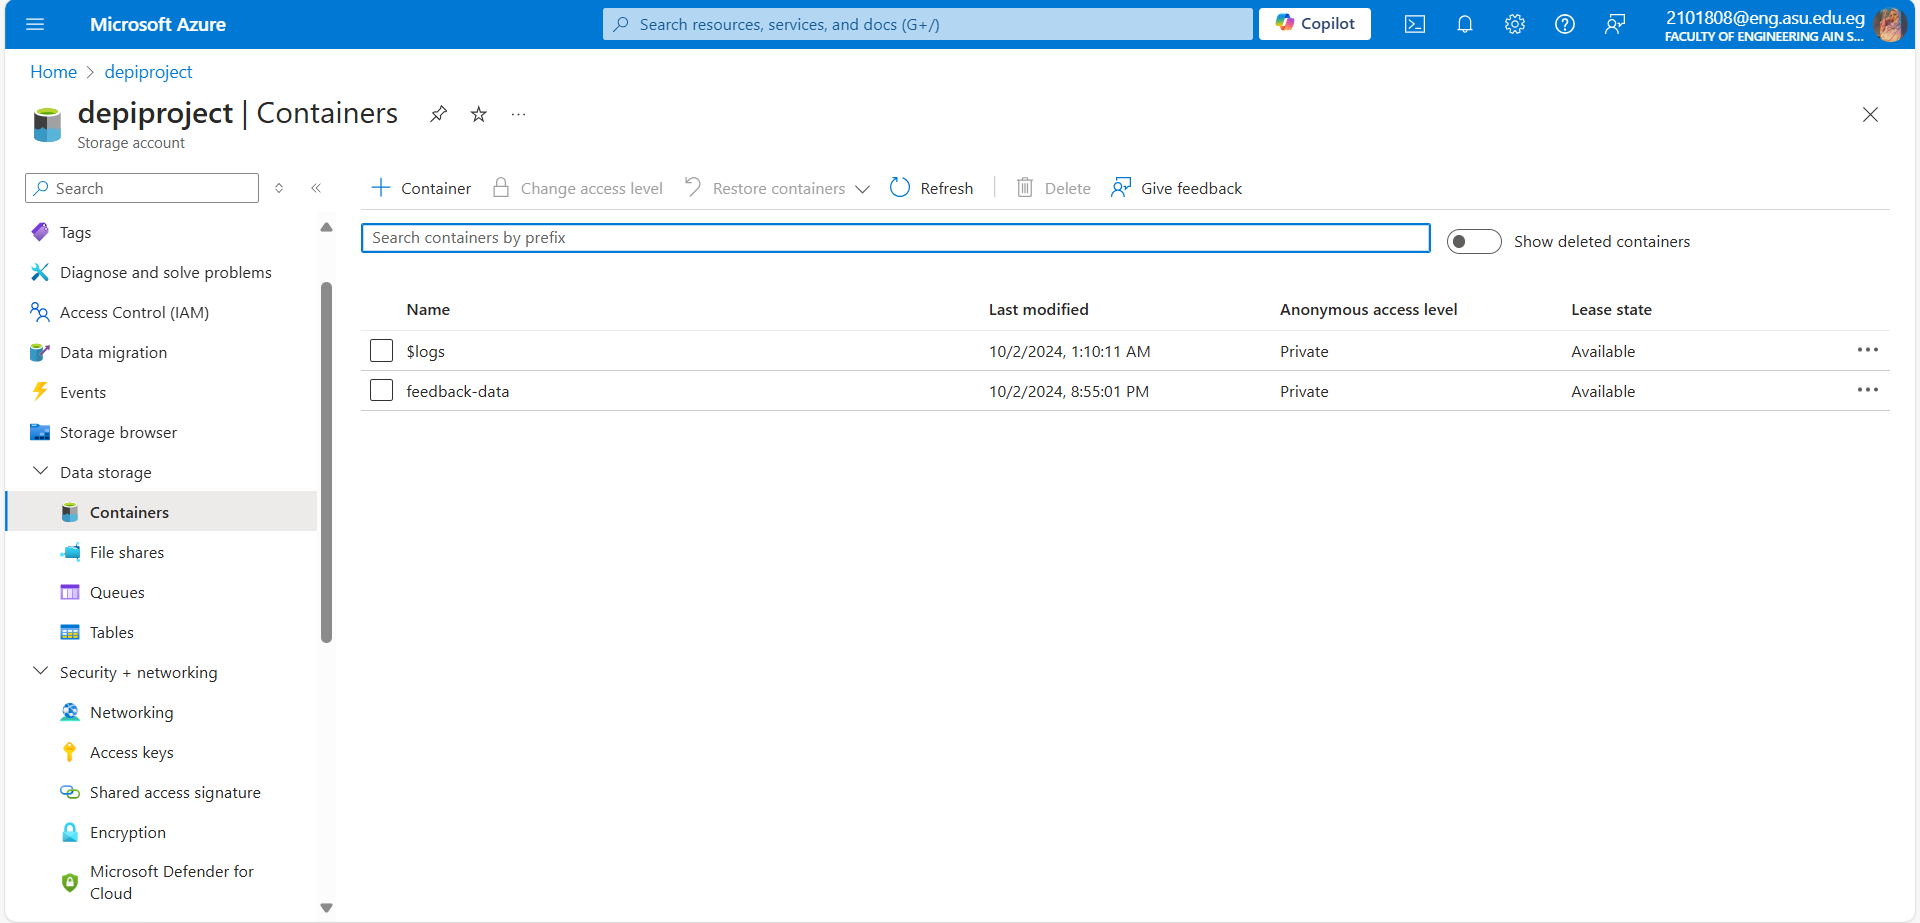 Microsoft Azure
Search resources, services, and docs (G+/)
Copilot
2101808@eng.asu.edu.eg
FACULTY OF ENGINEERING AIN S...
Home > depiproject
depiproject | Containers
Storage account
Search
Container
Change access level
Restore containers
Refresh
Delete
Give feedback
Tags
Diagnose and solve problems
Access Control (IAM)
Data migration
Events
Storage browser
Data storage
Containers
File shares
Queues
Tables
Security + networking
Networking
Access keys
Shared access signature
Encryption
Microsoft Defender for
Cloud
Search containers by prefix
Show deleted containers
Name Last modified Anonymous access level Lease state
$logs 10/2/2024, 1:10:11 AM Private Available
feedback-data 10/2/2024, 8:55:01 PM Private Available